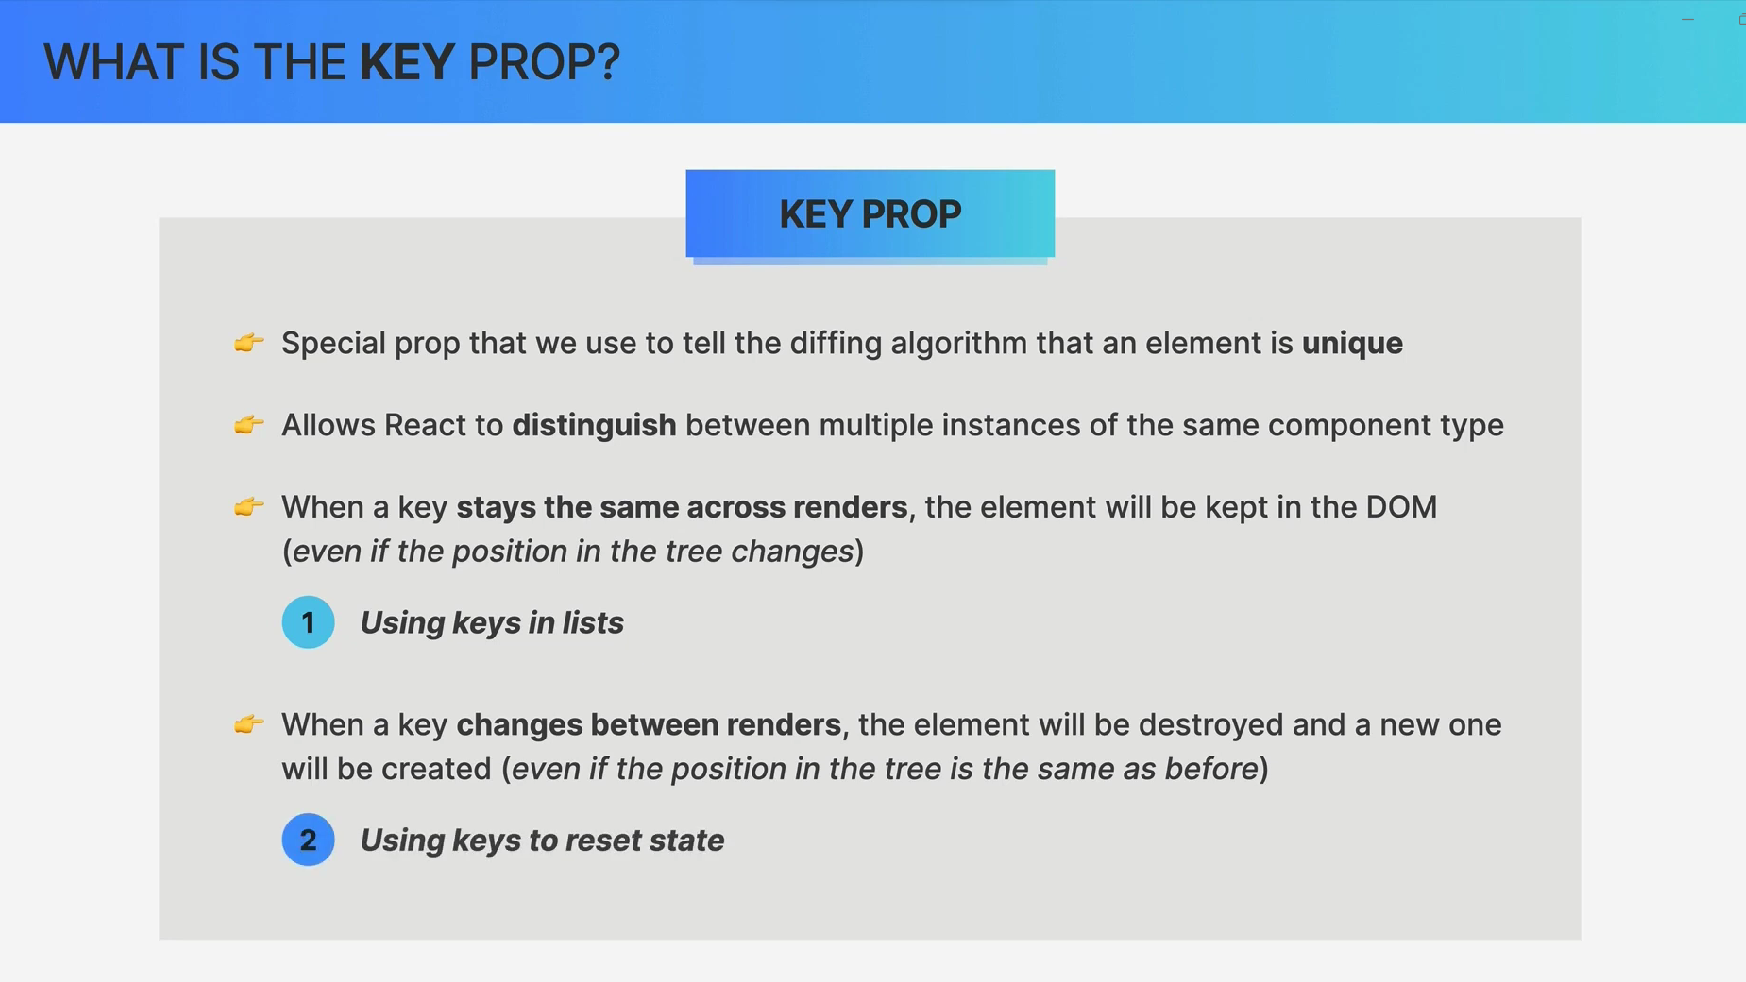 WHAT IS THE KEY PROP?
KEY PROP
👉 Special prop that we use to tell the diffing algorithm that an element is unique
👉 Allows React to distinguish between multiple instances of the same component type
👉 When a key stays the same across renders, the element will be kept in the DOM
(even if the position in the tree changes)
1 Using keys in lists
👉 When a key changes between renders, the element will be destroyed and a new one
will be created (even if the position in the tree is the same as before)
2 Using keys to reset state